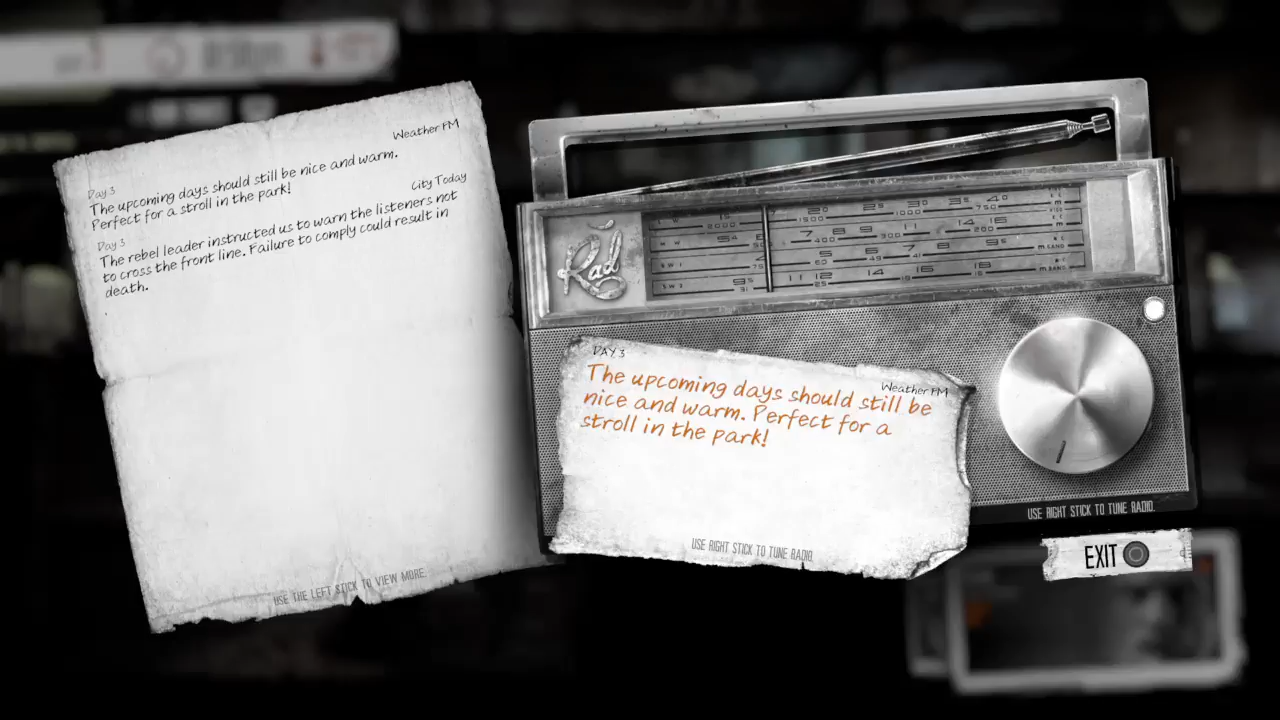 Weather FM
Day 3
The upcoming days should still be nice and warm.
Perfect for a stroll in the park!
City Today
Day 3
The rebel leader instructed us to warn the listeners not
to cross the front line. Failure to comply could result in
death.
USE THE LEFT STICK TO VIEW MORE.
Rad
DAY 3
Weather FM
The upcoming days should still be
nice and warm. Perfect for a
stroll in the park!
USE RIGHT STICK TO TUNE RADIO.
USE RIGHT STICK TO TUNE RADIO.
EXIT